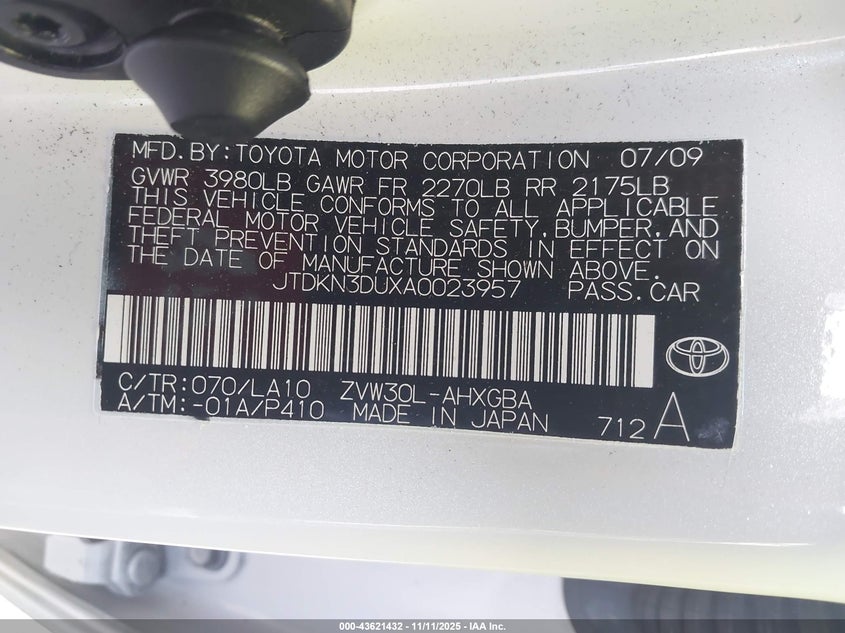 MFD.BY:TOYOTA MOTOR CORPORATION 07/09
GVWR 3980LB GAWR FR 2270LB RR 2175LB
THIS VEHICLE CONFORMS TO ALL APPLICABLE
FEDERAL MOTOR VEHICLE SAFETY,BUMPER,AND
THEFT PREVENTION STANDARDS IN EFFECT ON
THE DATE OF MANUFACTURE SHOWN ABOVE.
JTDKN3DUXA0023957 PASS.CAR
C/TR:070/LA10 ZVW30L-AHXGBA
A/TM:-01A/P410 MADE IN JAPAN 712 A
000-43621432 - 11/11/2025 - IAA Inc.